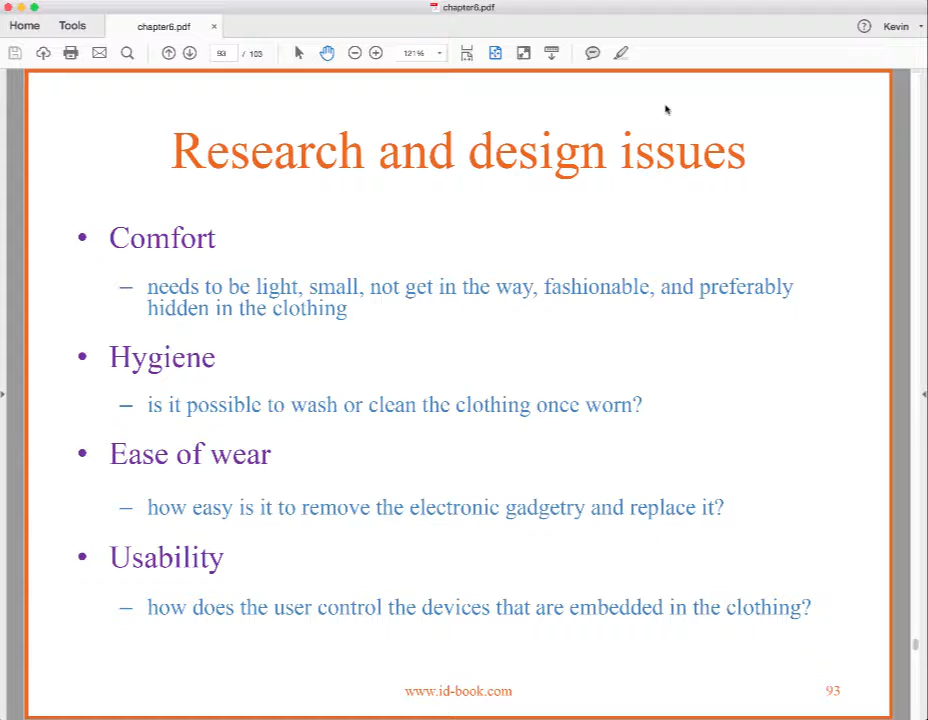 chapter6.pdf
Home Tools chapter6.pdf × Kevin
93 / 103 121%
Research and design issues
• Comfort
– needs to be light, small, not get in the way, fashionable, and preferably
hidden in the clothing
• Hygiene
– is it possible to wash or clean the clothing once worn?
• Ease of wear
– how easy is it to remove the electronic gadgetry and replace it?
• Usability
– how does the user control the devices that are embedded in the clothing?
www.id-book.com 93